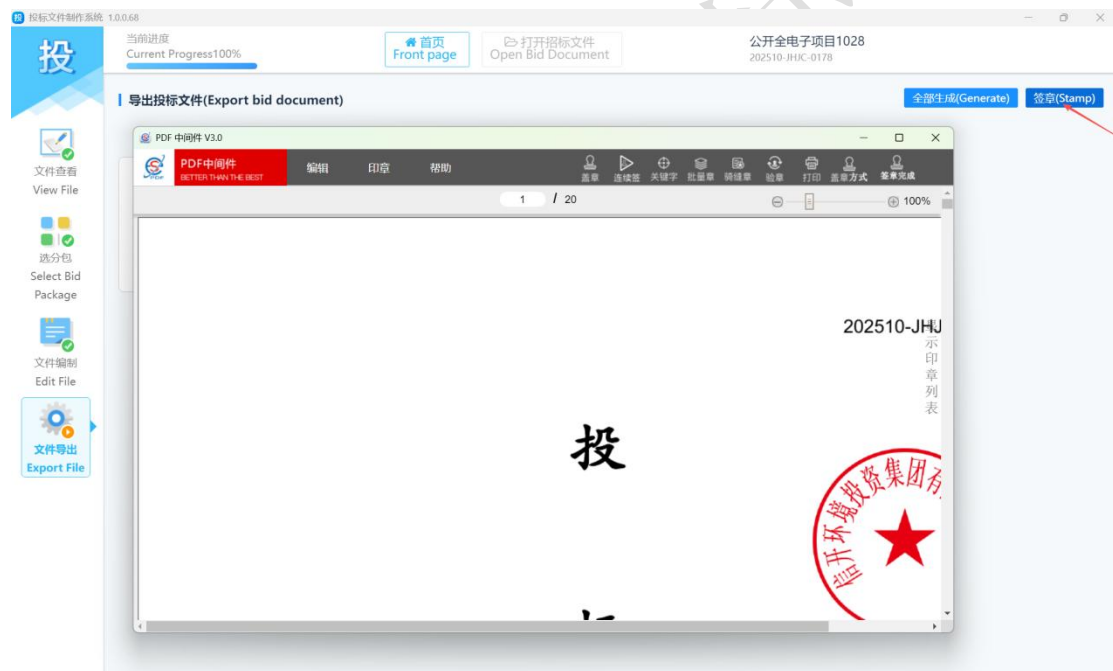 投标文件制作系统 1.0.0.68
投
当前进度
Current Progress100%
首页
Front page
打开招标文件
Open Bid Document
公开全电子项目1028
202510-JHJC-0178
导出投标文件(Export bid document)
全部生成(Generate)
签章(Stamp)
文件查看
View File
选分包
Select Bid
Package
文件编制
Edit File
文件导出
Export File
PDF 中间件 V3.0
PDF中间件
BETTER THAN THE BEST
编辑
印章
帮助
盖章
连续签
关键字
批量章
骑缝章
验章
打印
盖章方式
签章完成
1 / 20
100%
202510-JHJ
示印章列表
投
信开环境投资集团有